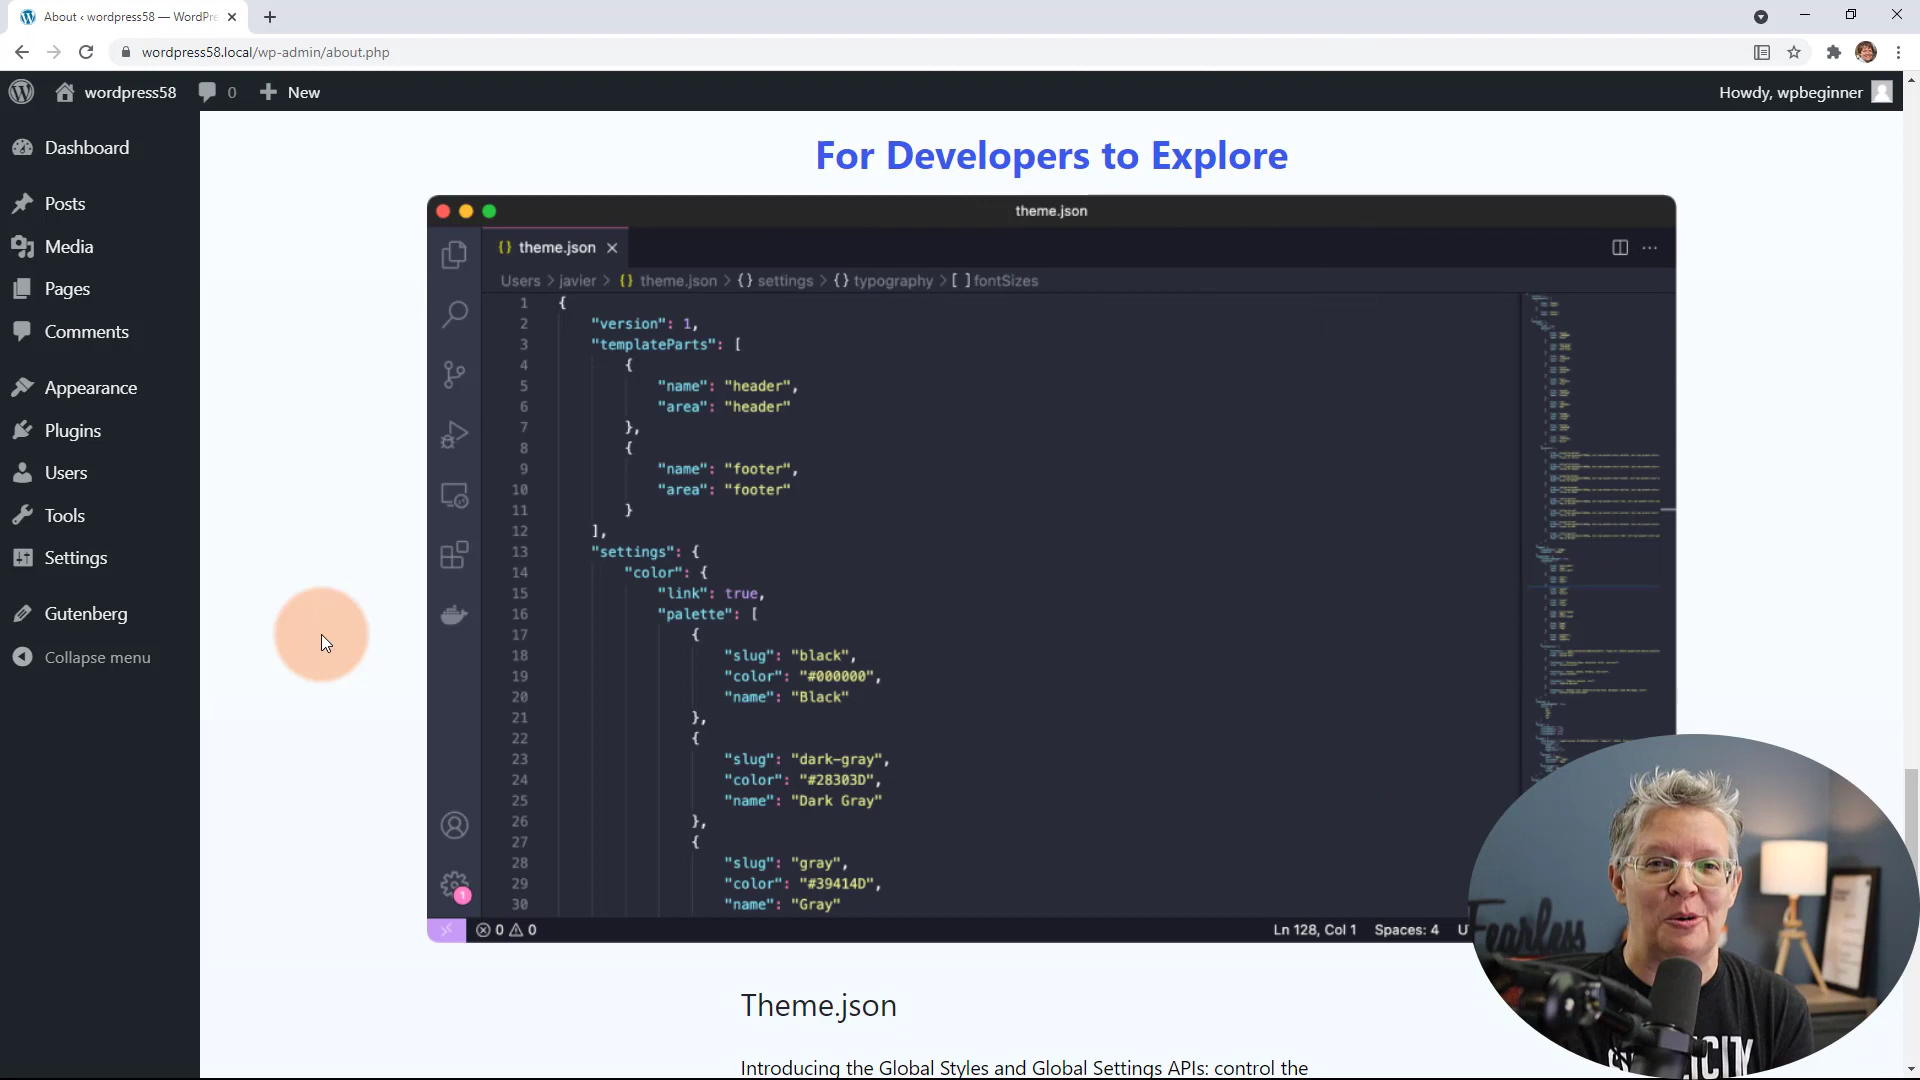 About ‹ wordpress58 — WordPre
wordpress58.local/wp-admin/about.php
wordpress58 0 New
Howdy, wpbeginner
Dashboard
Posts
Media
Pages
Comments
Appearance
Plugins
Users
Tools
Settings
Gutenberg
Collapse menu
For Developers to Explore
theme.json
{} theme.json
Users > javier > {} theme.json > {} settings > {} typography > [ ] fontSizes
1 {
2 "version": 1,
3 "templateParts": [
4 {
5 "name": "header",
6 "area": "header"
7 },
8 {
9 "name": "footer",
10 "area": "footer"
11 }
12 ],
13 "settings": {
14 "color": {
15 "link": true,
16 "palette": [
17 {
18 "slug": "black",
19 "color": "#000000",
20 "name": "Black"
21 },
22 {
23 "slug": "dark-gray",
24 "color": "#28303D",
25 "name": "Dark Gray"
26 },
27 {
28 "slug": "gray",
29 "color": "#39414D",
30 "name": "Gray"
1
0 0
Ln 128, Col 1 Spaces: 4 U
Fearless
Theme.json
Introducing the Global Styles and Global Settings APIs: control the